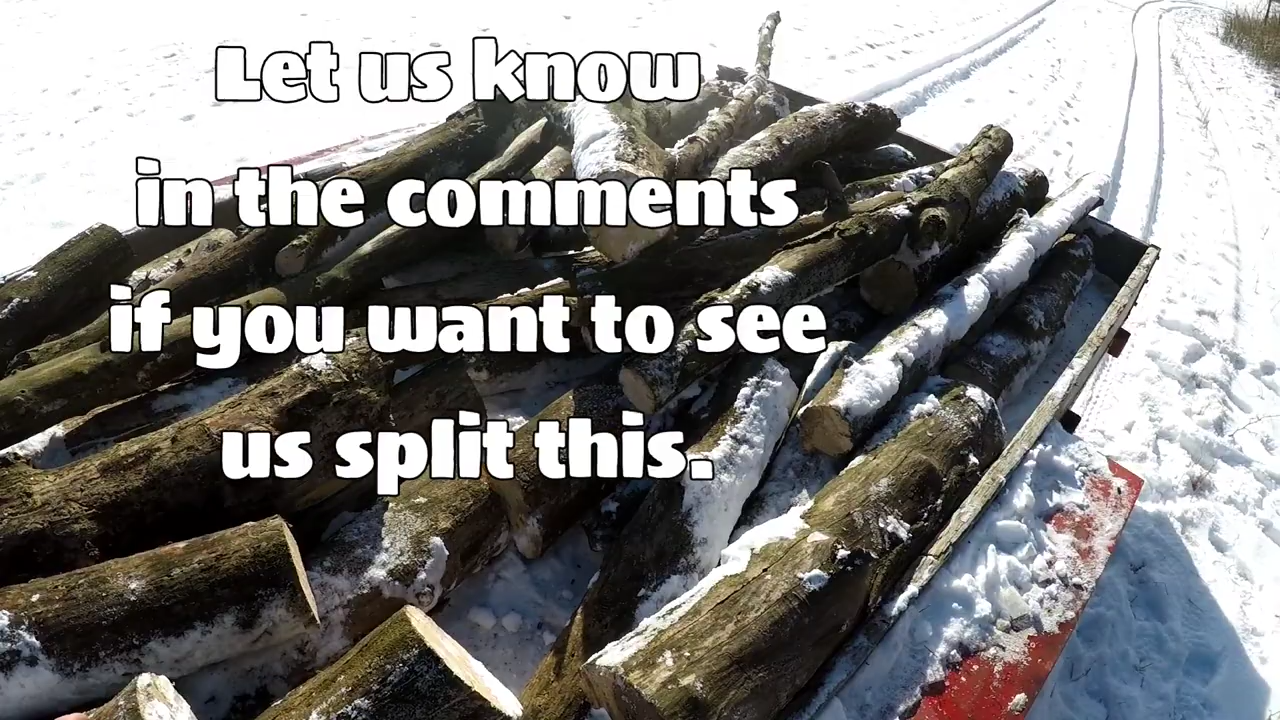 Let us know
in the comments
if you want to see
us split this.